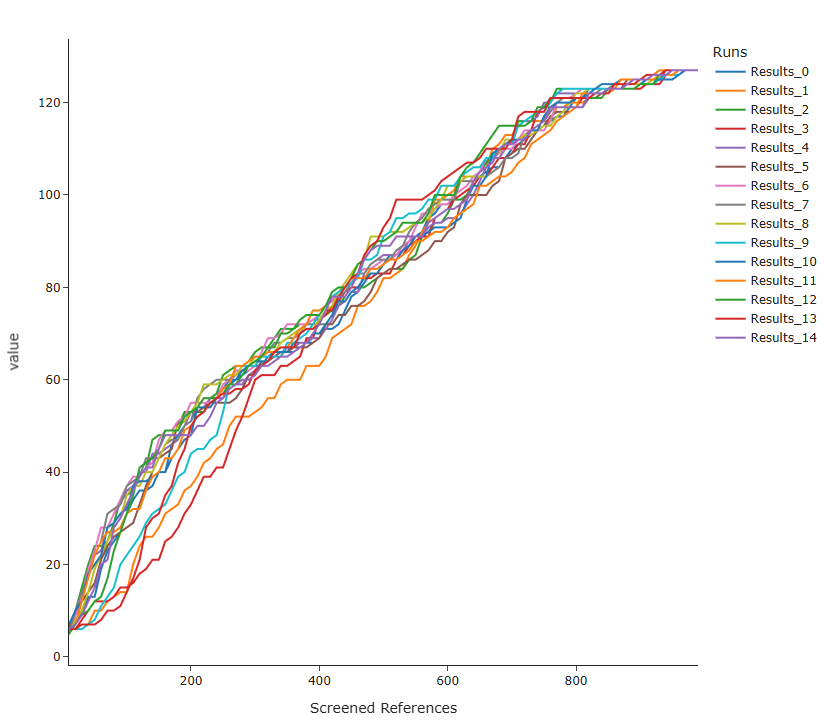 Runs
Results_0
Results_1
Results_2
Results_3
Results_4
Results_5
Results_6
Results_7
Results_8
Results_9
Results_10
Results_11
Results_12
Results_13
Results_14
value
120
100
80
60
40
20
0
200 400 600 800
Screened References